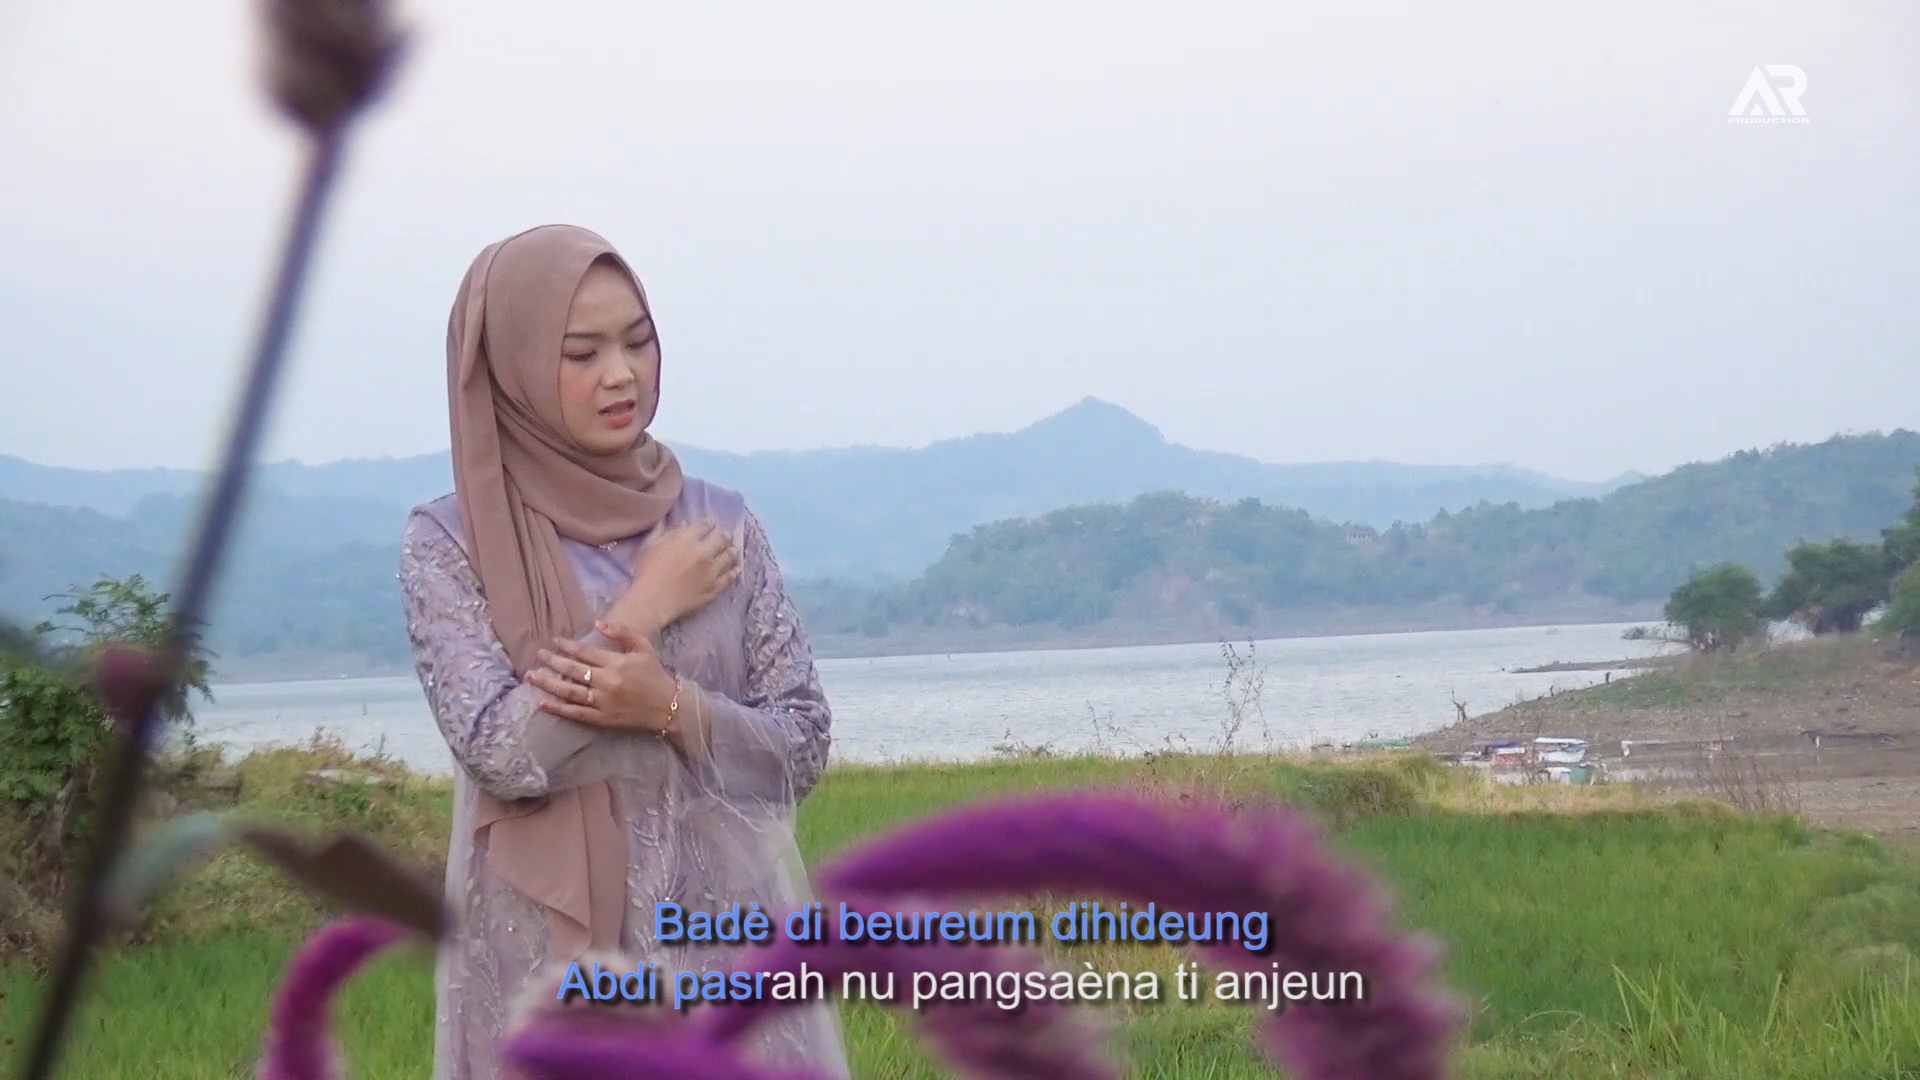 AR
PRODUCTION
Badè di beureum dihideung
Abdi pasrah nu pangsaèna ti anjeun